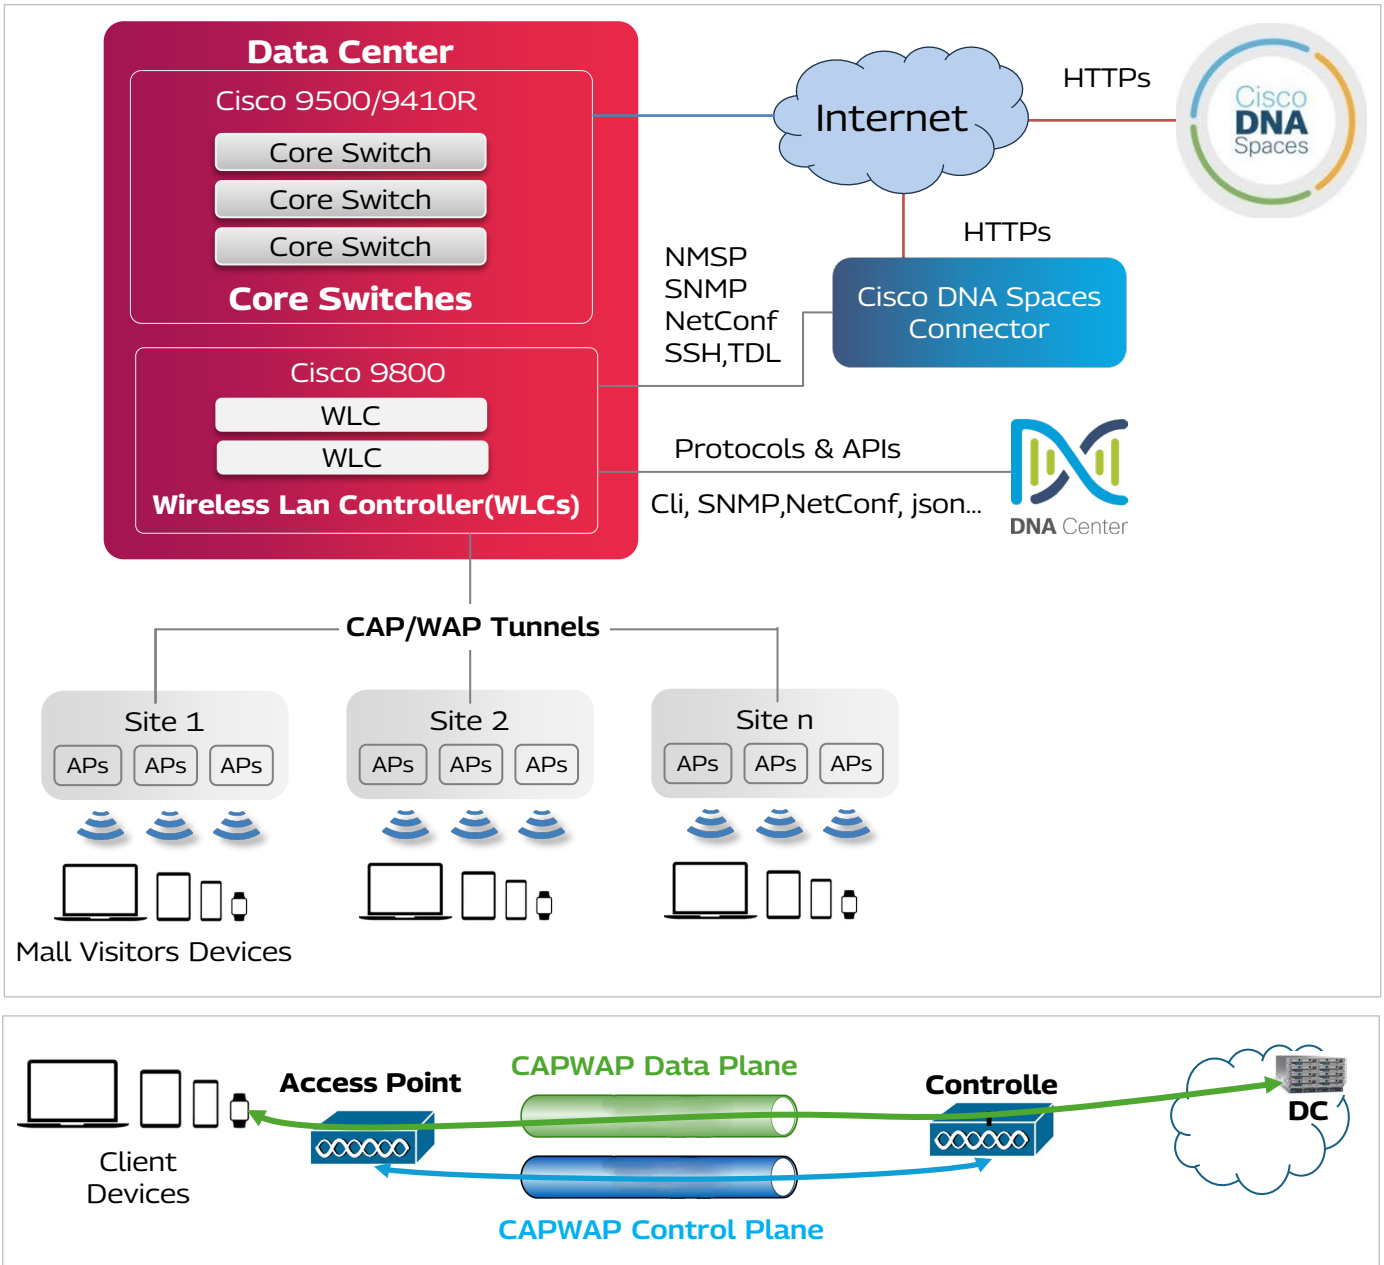 Data Center
Cisco 9500/9410R
Core Switch
Core Switch
Core Switch
Core Switches
Cisco 9800
WLC
WLC
Wireless Lan Controller(WLCs)
Internet
HTTPs
Cisco
DNA
Spaces
HTTPs
NMSP
SNMP
NetConf
SSH,TDL
Cisco DNA Spaces
Connector
Protocols & APIs
Cli, SNMP,NetConf, json...
DNA Center
CAP/WAP Tunnels
Site 1
APs APs APs
Site 2
APs APs APs
Site n
APs APs APs
Mall Visitors Devices
Client
Devices
Access Point
CAPWAP Data Plane
CAPWAP Control Plane
Controlle
DC